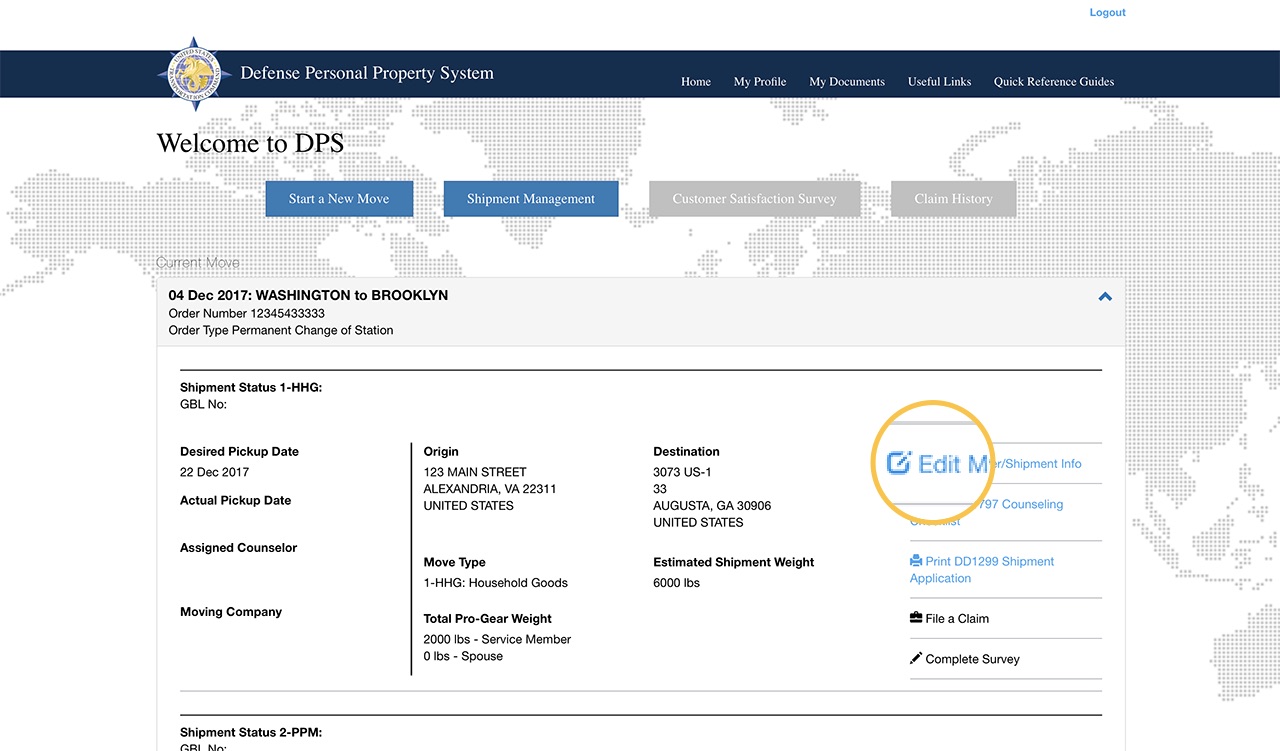 Logout
Defense Personal Property System
Home My Profile My Documents Useful Links Quick Reference Guides
Welcome to DPS
Start a New Move Shipment Management Customer Satisfaction Survey Claim History
Current Move
04 Dec 2017: WASHINGTON to BROOKLYN
Order Number 12345433333
Order Type Permanent Change of Station
Shipment Status 1-HHG:
GBL No:
Desired Pickup Date
22 Dec 2017
Actual Pickup Date
Assigned Counselor
Moving Company
Origin
123 MAIN STREET
ALEXANDRIA, VA 22311
UNITED STATES
Move Type
1-HHG: Household Goods
Total Pro-Gear Weight
2000 lbs - Service Member
0 lbs - Spouse
Destination
3073 US-1
33
AUGUSTA, GA 30906
UNITED STATES
Estimated Shipment Weight
6000 lbs
Edit M er/Shipment Info
797 Counseling
Print DD1299 Shipment
Application
File a Claim
Complete Survey
Shipment Status 2-PPM:
GBL No: